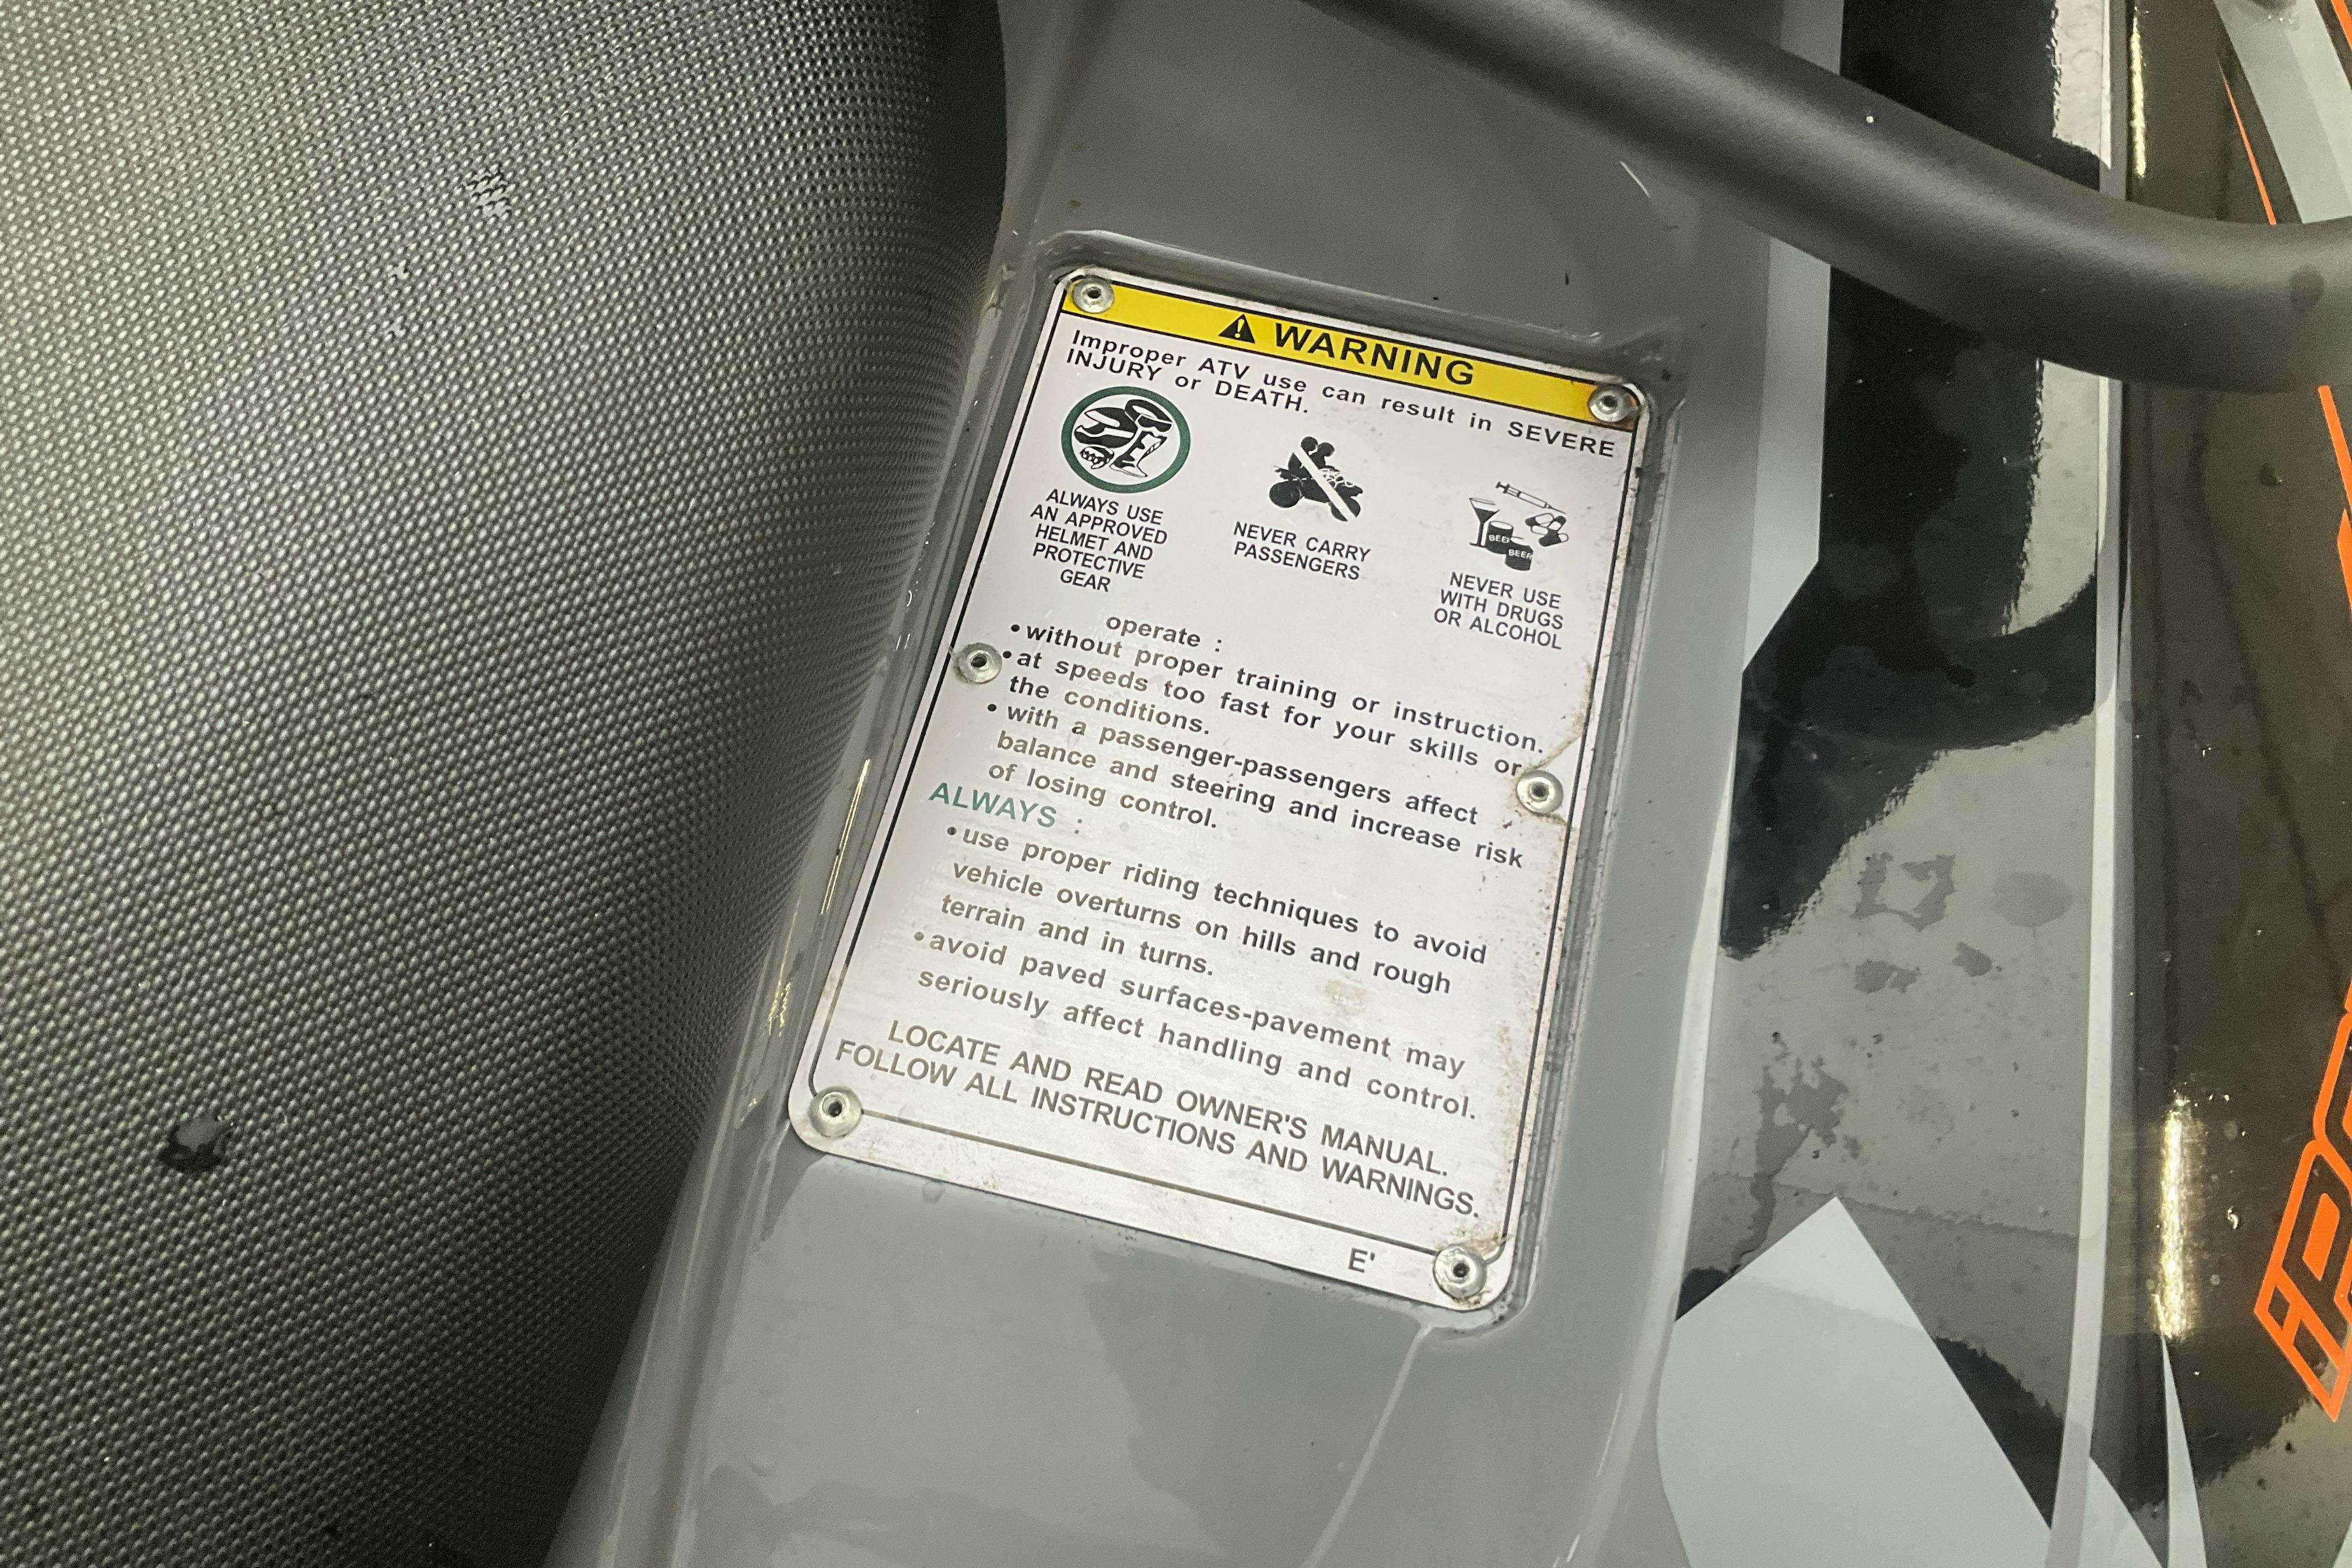 WARNING
Improper ATV use can result in SEVERE
INJURY or DEATH.
ALWAYS USE
AN APPROVED
HELMET AND
PROTECTIVE
GEAR
NEVER CARRY
PASSENGERS
BEER
BEER
NEVER USE
WITH DRUGS
OR ALCOHOL
operate :
•without proper training or instruction.
•at speeds too fast for your skills or
the conditions.
•with a passenger-passengers affect
balance and steering and increase risk
of losing control.
ALWAYS :
•use proper riding techniques to avoid
vehicle overturns on hills and rough
terrain and in turns.
•avoid paved surfaces-pavement may
seriously affect handling and control.
LOCATE AND READ OWNER'S MANUAL.
FOLLOW ALL INSTRUCTIONS AND WARNINGS.
E'